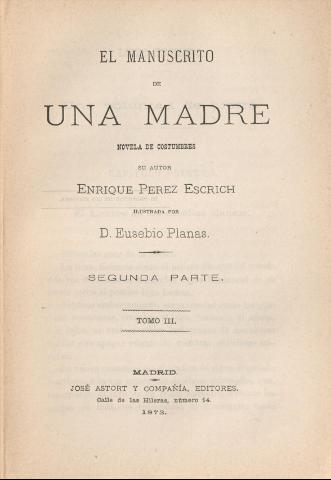 EL MANUSCRITO
DE
UNA MADRE
NOVELA DE COSTUMBRES
SU AUTOR
ENRIQUE PEREZ ESCRICH
ILUSTRADA POR
D. EUSEBIO PLANAS.
SEGUNDA PARTE.
TOMO III.
MADRID.
JOSÉ ASTORT Y COMPAÑÍA, EDITORES.
Calle de las Hileras, número 14.
1873.